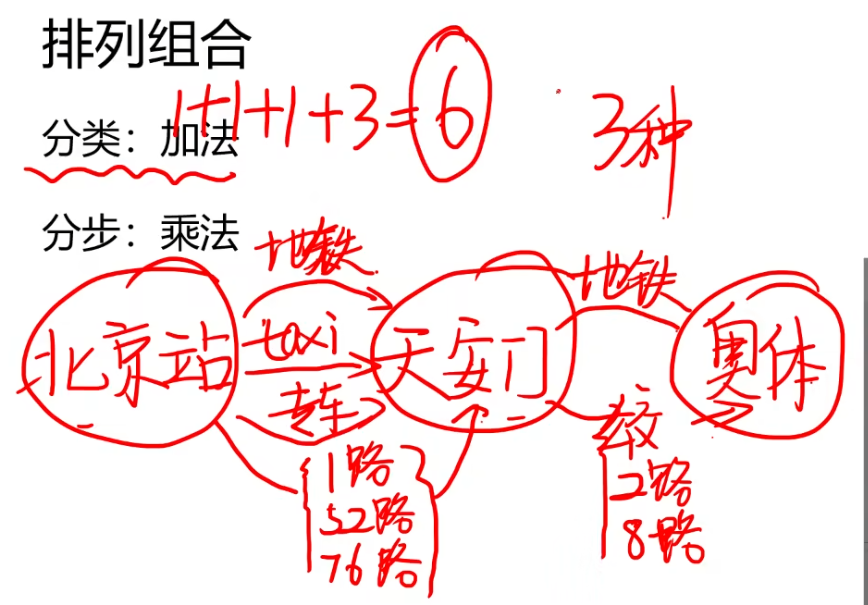 排列组合
1+1+1+3=6
3种
分类：加法
分步：乘法
地铁
地铁
北京站
taxi
天安门
奥体
专车
公交
1路
52路
76路
2路
8路